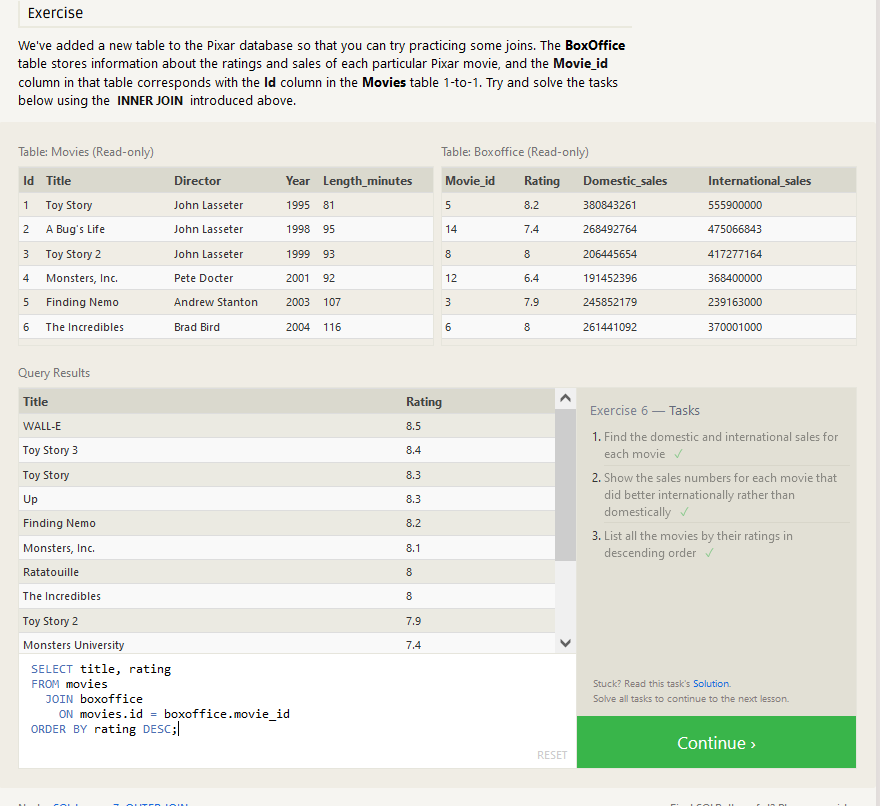 Exercise
We've added a new table to the Pixar database so that you can try practicing some joins. The BoxOffice
table stores information about the ratings and sales of each particular Pixar movie, and the Movie_id
column in that table corresponds with the Id column in the Movies table 1-to-1. Try and solve the tasks
below using the INNER JOIN introduced above.
Table: Movies (Read-only)
Id Title Director Year Length_minutes
1 Toy Story John Lasseter 1995 81
2 A Bug's Life John Lasseter 1998 95
3 Toy Story 2 John Lasseter 1999 93
4 Monsters, Inc. Pete Docter 2001 92
5 Finding Nemo Andrew Stanton 2003 107
6 The Incredibles Brad Bird 2004 116
Table: Boxoffice (Read-only)
Movie_id Rating Domestic_sales International_sales
5 8.2 380843261 555900000
14 7.4 268492764 475066843
8 8 206445654 417277164
12 6.4 191452396 368400000
3 7.9 245852179 239163000
6 8 261441092 370001000
Query Results
Title Rating
WALL-E 8.5
Toy Story 3 8.4
Toy Story 8.3
Up 8.3
Finding Nemo 8.2
Monsters, Inc. 8.1
Ratatouille 8
The Incredibles 8
Toy Story 2 7.9
Monsters University 7.4
SELECT title, rating
FROM movies
JOIN boxoffice
ON movies.id = boxoffice.movie_id
ORDER BY rating DESC;
RESET
Exercise 6 — Tasks
1. Find the domestic and international sales for
each movie ✓
2. Show the sales numbers for each movie that
did better internationally rather than
domestically ✓
3. List all the movies by their ratings in
descending order ✓
Stuck? Read this task's Solution.
Solve all tasks to continue to the next lesson.
Continue ›